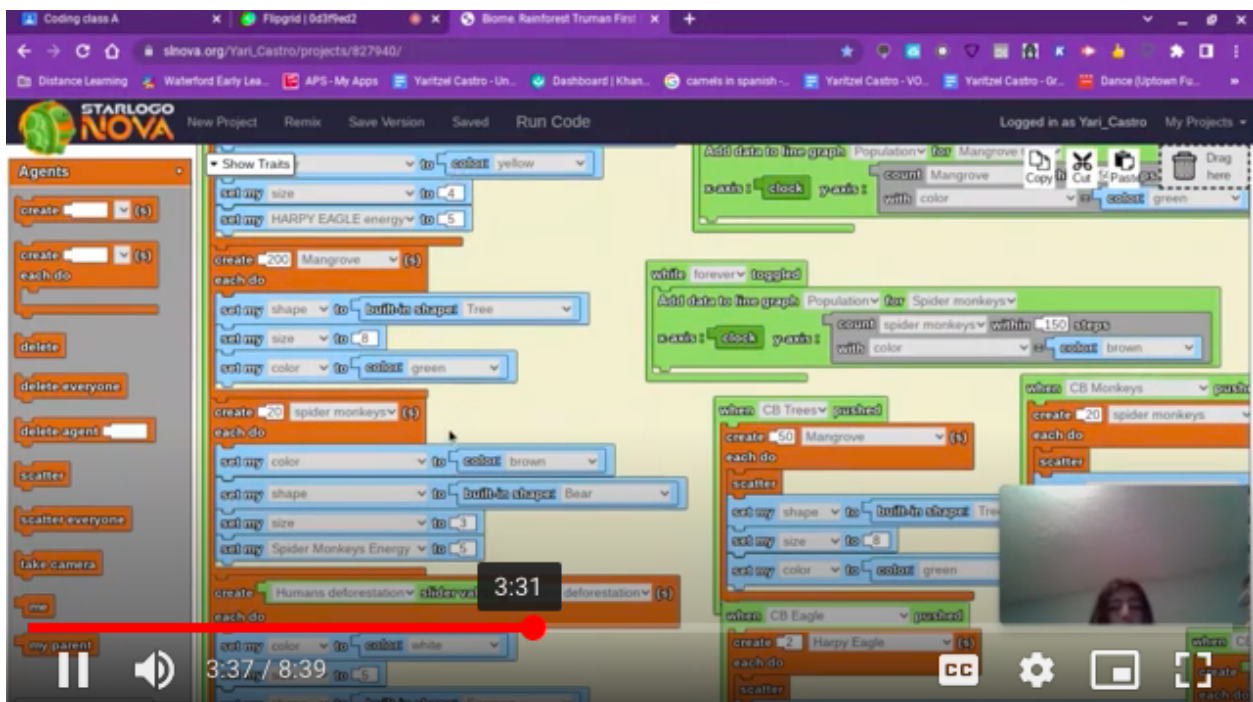 Coding class A
Flipgrid | 0d3f9ed2
Biome. Rainforest Truman First
slnova.org/Yari_Castro/projects/827940/
Distance Learning
Waterford Early Lea...
APS - My Apps
Yaritzel Castro - Un...
Dashboard | Khan...
camels in spanish -...
Yaritzel Castro - VO...
Yaritzel Castro - Gr...
Dance (Uptown Fu...
STARLOGO
NOVA
New Project
Remix
Save Version
Saved
Run Code
Logged in as Yari_Castro
My Projects
Agents
create (s)
create (s)
each do
delete
delete everyone
delete agent
scatter
scatter everyone
take camera
me
my parent
Show Traits
to color: yellow
set my size to 4
set my HARPY EAGLE energy to 5
create 200 Mangrove (s)
each do
set my shape to built-in shape: Tree
set my size to 8
set my color to color: green
create 20 spider monkeys (s)
each do
set my color to color: brown
set my shape to built-in shape: Bear
set my size to 3
set my Spider Monkeys Energy to 5
create Humans deforestation slider deforestation (s)
each do
set my color to color: white
to 5
Add data to line graph Population for Mangrove
x-axis: clock y-axis: count Mangrove
with color = color: green
Copy
Cut
Paste
Drag
here
while forever toggled
Add data to line graph Population for Spider monkeys
x-axis: clock y-axis: count spider monkeys within 150 steps
with color = color: brown
when CB Trees pushed
create 50 Mangrove (s)
each do
scatter
set my shape to built-in shape: Tree
set my size to 8
set my color to color: green
when CB Monkeys
create 20 spider monkeys
each do
scatter
when CB Eagle pushed
create 2 Harpy Eagle (s)
each do
scatter
when
create
each do
3:31
3:37 / 8:39
CC